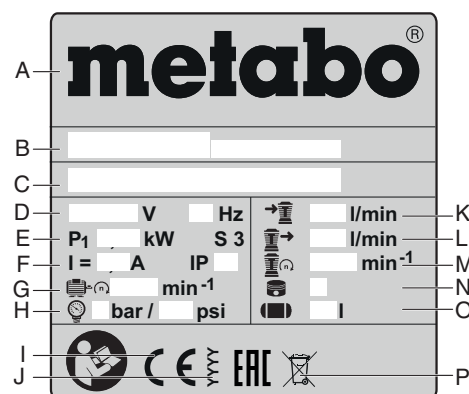 A metabo ®
B
C
D V Hz l/min K
E P1 kW S 3 l/min L
F I = A IP min-1 M
G n min-1 N
H bar / psi l O
I
J CE EAC P